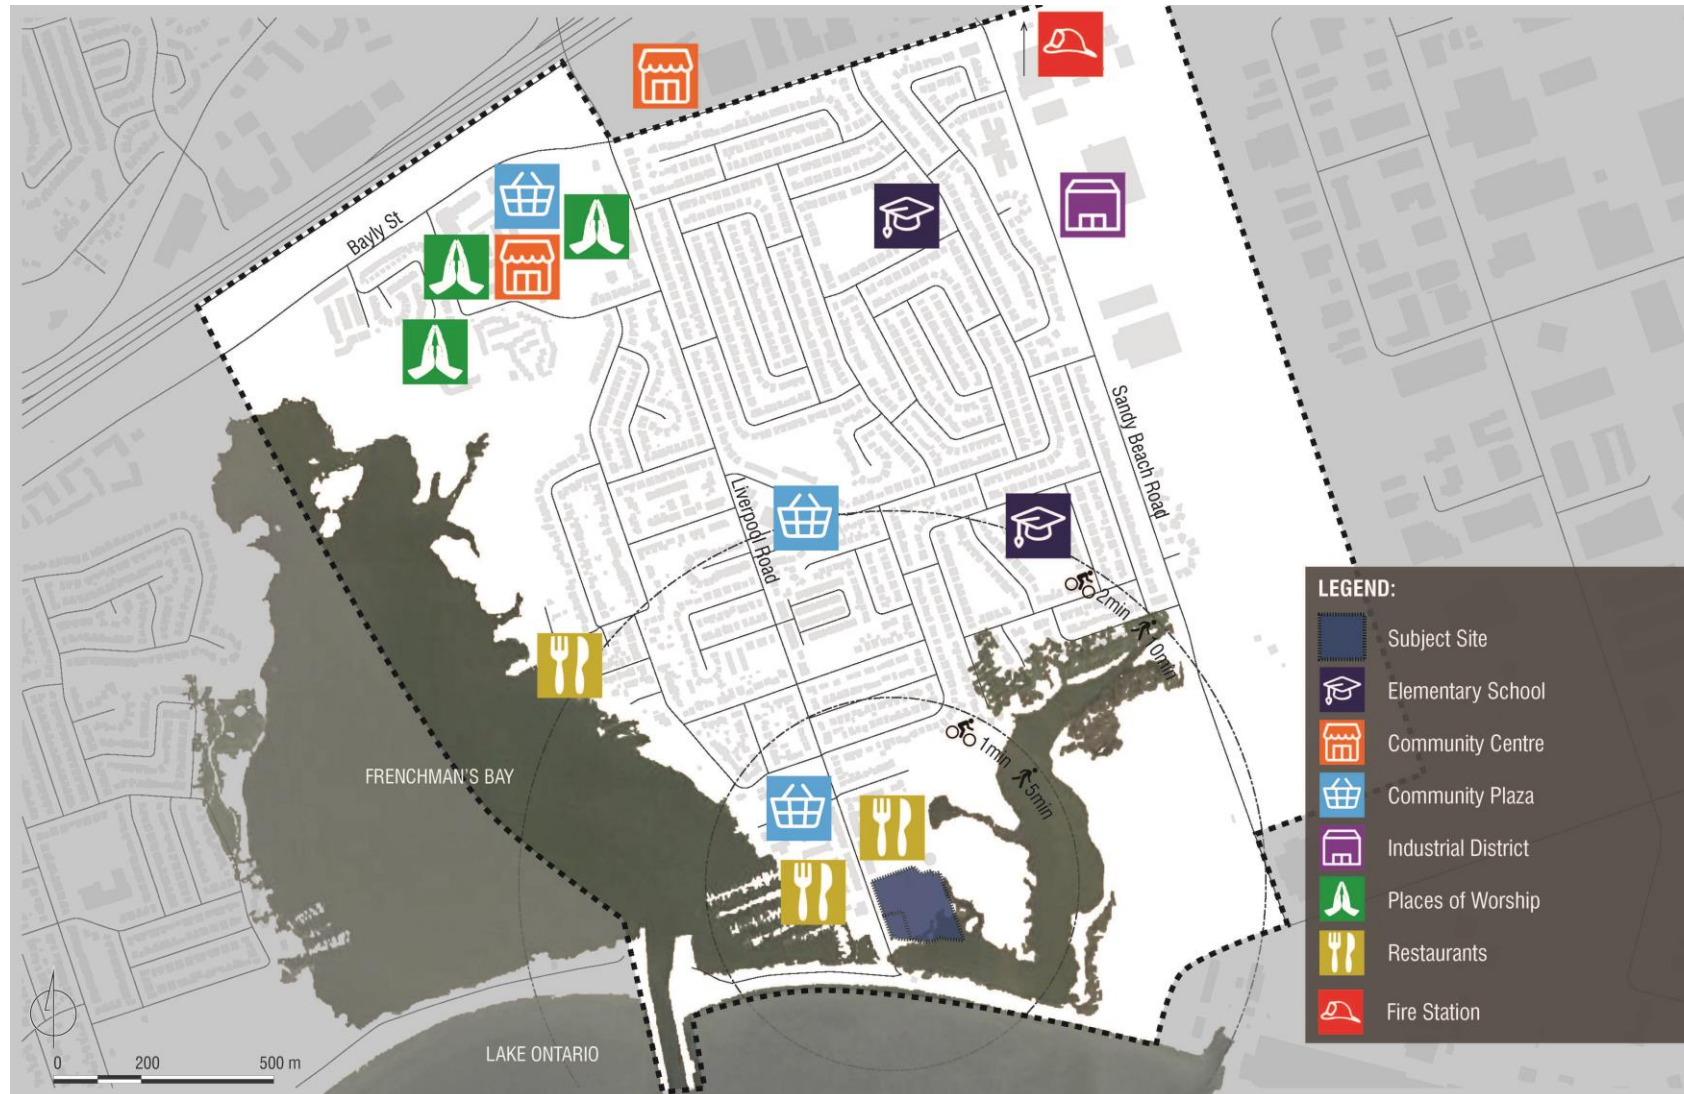 Bayly St
Sandy Beach Road
Liverpool Road
2min
10min
1min
5min
FRENCHMAN'S BAY
LAKE ONTARIO
0 200 500 m
LEGEND:
Subject Site
Elementary School
Community Centre
Community Plaza
Industrial District
Places of Worship
Restaurants
Fire Station